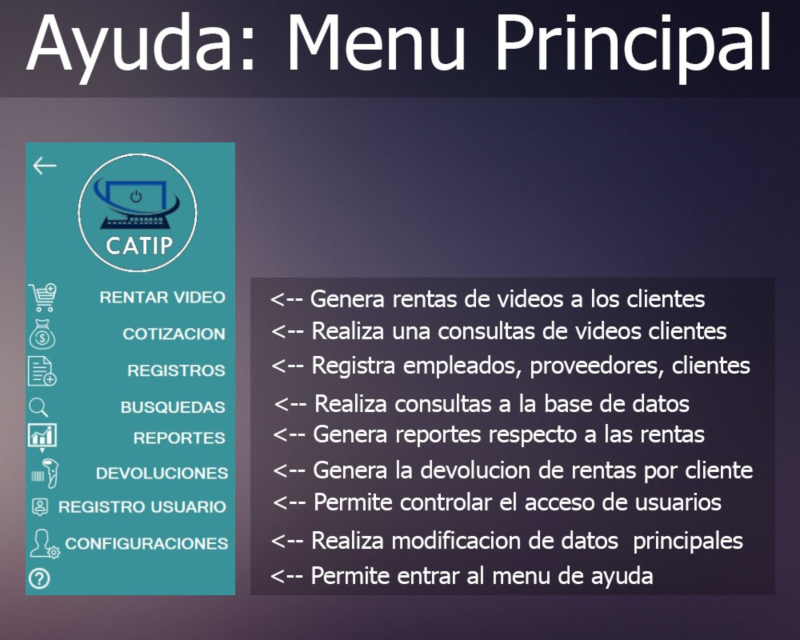 Ayuda: Menu Principal
CATIP
RENTAR VIDEO <-- Genera rentas de videos a los clientes
COTIZACION <-- Realiza una consultas de videos clientes
REGISTROS <-- Registra empleados, proveedores, clientes
BUSQUEDAS <-- Realiza consultas a la base de datos
REPORTES <-- Genera reportes respecto a las rentas
DEVOLUCIONES <-- Genera la devolucion de rentas por cliente
REGISTRO USUARIO <-- Permite controlar el acceso de usuarios
CONFIGURACIONES <-- Realiza modificacion de datos principales
? <-- Permite entrar al menu de ayuda